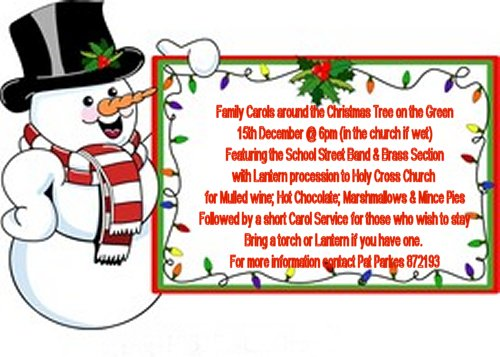 Family Carols around the Christmas Tree on the Green
15th December @ 6pm (in the church if wet)
Featuring the School Street Band & Brass Section
with Lantern procession to Holy Cross Church
for Mulled wine; Hot Chocolate; Marshmallows & Mince Pies
Followed by a short Carol Service for those who wish to stay
Bring a torch or Lantern if you have one.
For more information contact Pat Parkes 872193